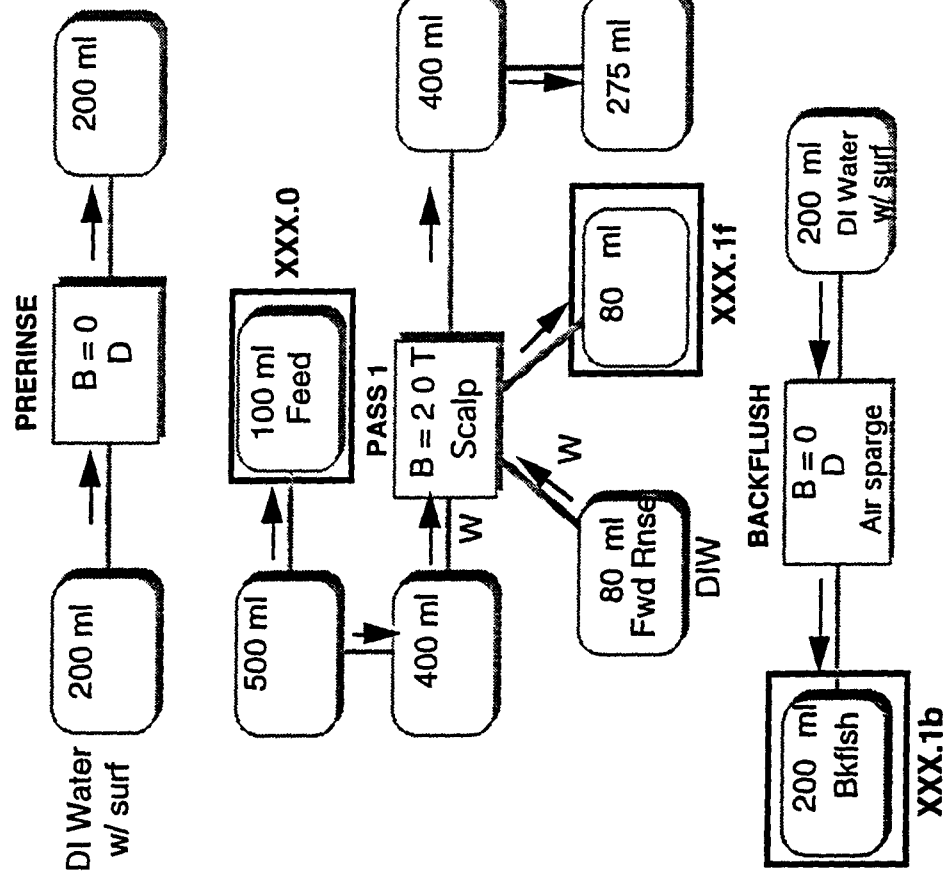 PRERINSE
DI Water
w/ surf
200 ml
B = 0
D
200 ml
XXX.0
500 ml
100 ml
Feed
PASS 1
400 ml
W
B = 2 0 T
Scalp
400 ml
275 ml
80 ml
Fwd Rnse
DIW
W
80 ml
XXX.1f
BACKFLUSH
200 ml
Bkflsh
XXX.1b
B = 0
D
Air sparge
200 ml
DI Water
w/ surf